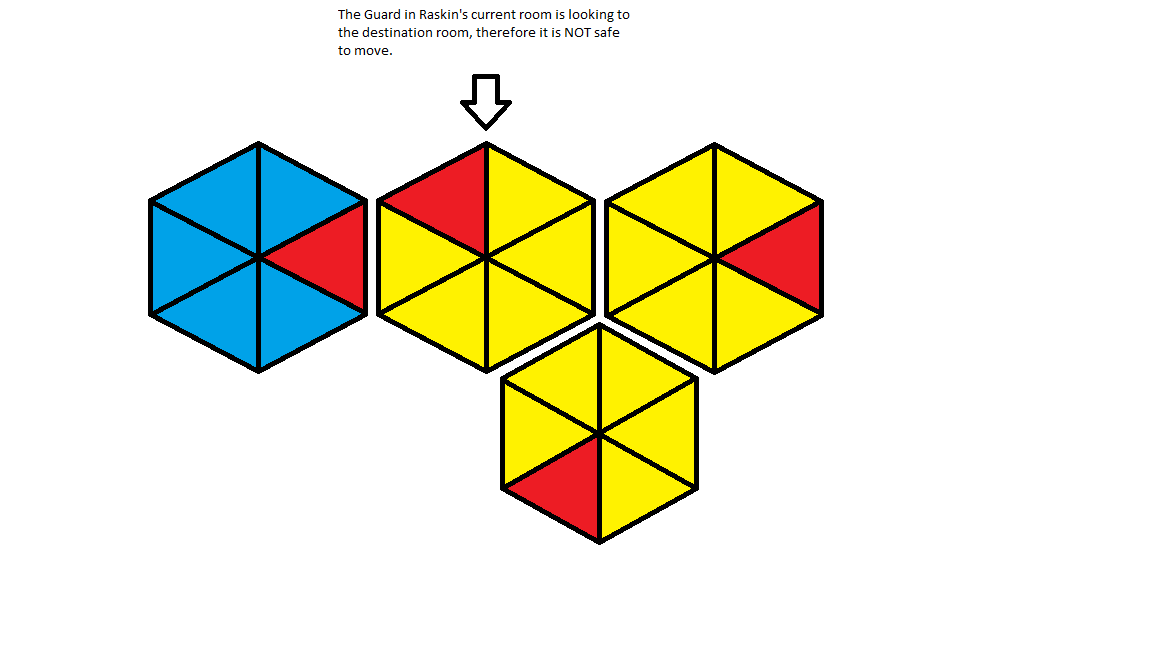 The Guard in Raskin's current room is looking to
the destination room, therefore it is NOT safe
to move.